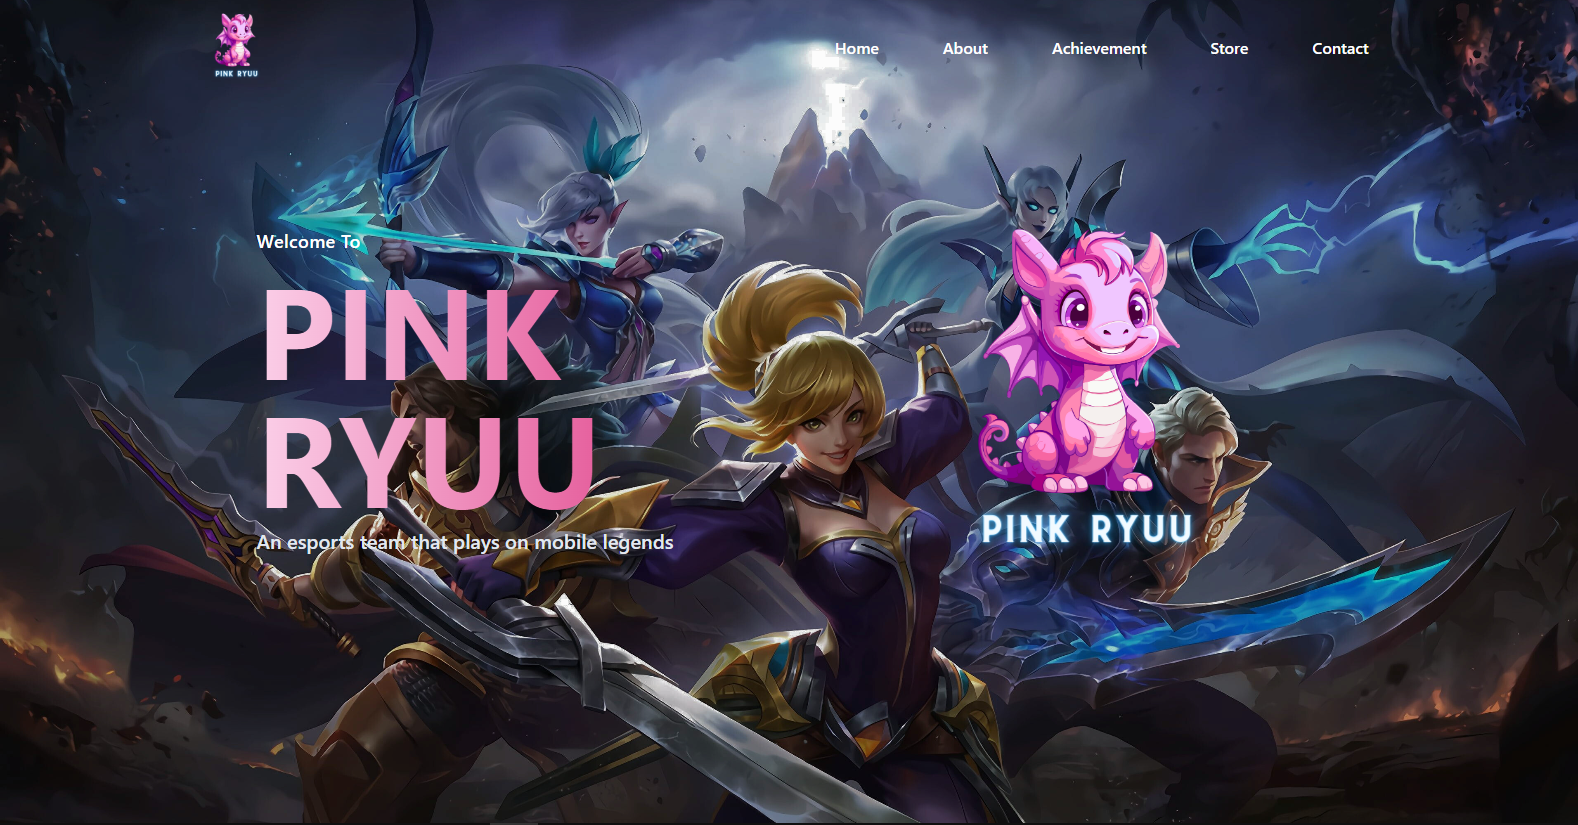 PINK RYUU
Home
About
Achievement
Store
Contact
Welcome To
PINK
RYUU
An esports team that plays on mobile legends
PINK RYUU